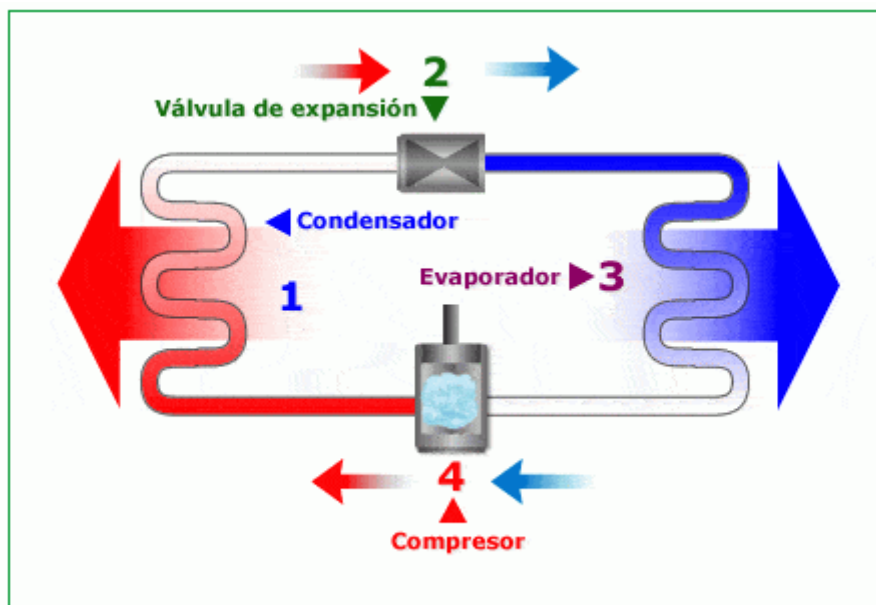 2
Válvula de expansión
Condensador
Evaporador 3
1
4
Compresor